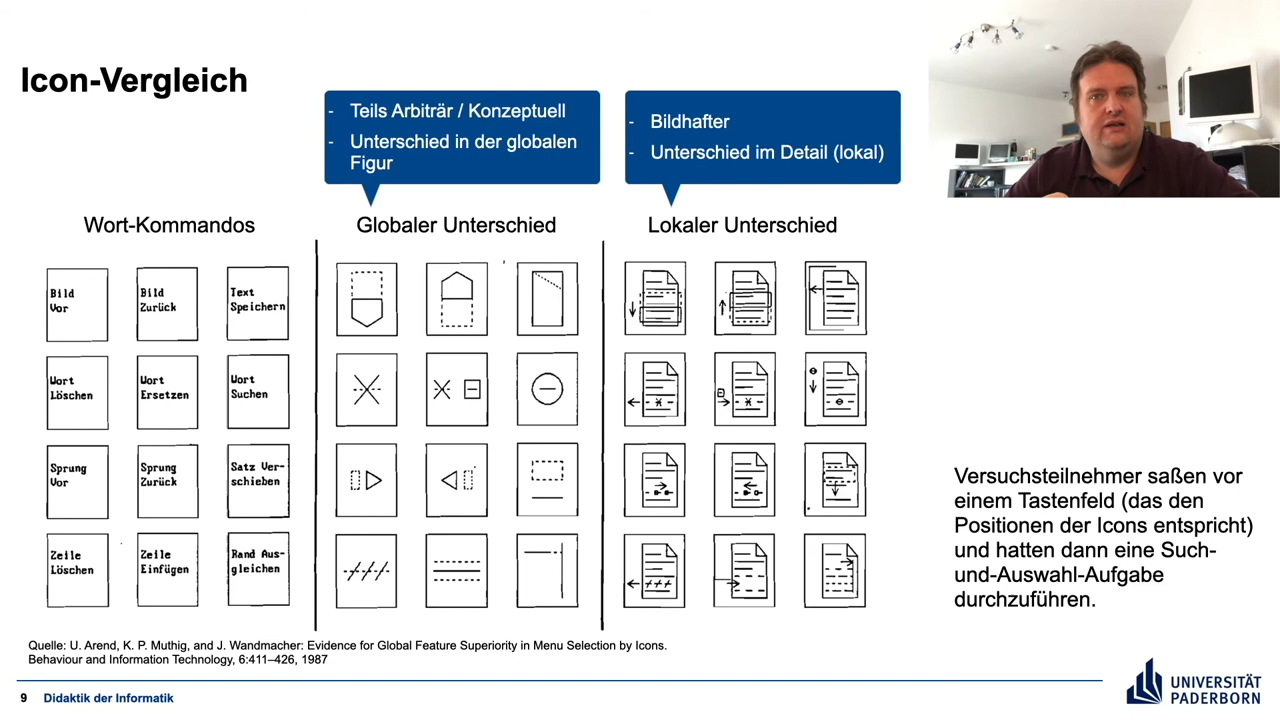 Icon-Vergleich
- Teils Arbiträr / Konzeptuell
- Unterschied in der globalen
Figur
- Bildhafter
- Unterschied im Detail (lokal)
Wort-Kommandos
Globaler Unterschied
Lokaler Unterschied
Bild
Vor
Bild
Zurück
Text
Speichern
Wort
Löschen
Wort
Ersetzen
Wort
Suchen
Sprung
Vor
Sprung
Zurück
Satz Ver-
schieben
Zeile
Löschen
Zeile
Einfügen
Rand Aus-
gleichen
Versuchsteilnehmer saßen vor
einem Tastenfeld (das den
Positionen der Icons entspricht)
und hatten dann eine Such-
und-Auswahl-Aufgabe
durchzuführen.
Quelle: U. Arend, K. P. Muthig, and J. Wandmacher: Evidence for Global Feature Superiority in Menu Selection by Icons.
Behaviour and Information Technology, 6:411–426, 1987
9 Didaktik der Informatik
UNIVERSITÄT
PADERBORN